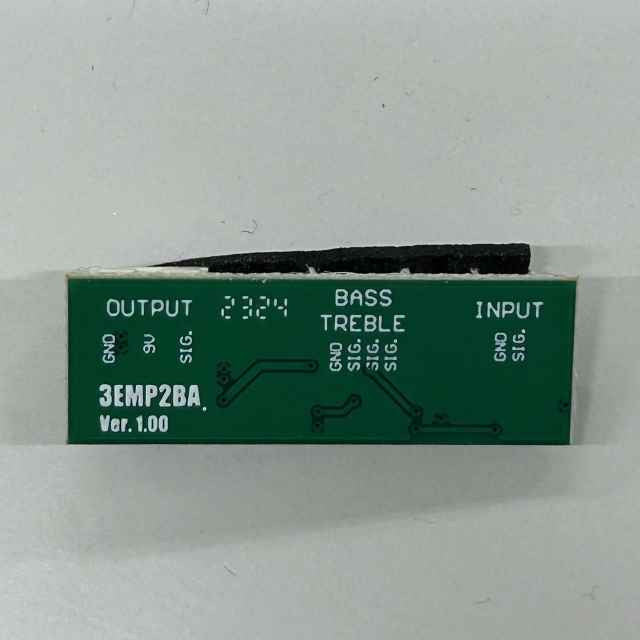 OUTPUT 2324 BASS INPUT
TREBLE
GND 9V SIG. GND SIG. SIG. SIG. GND SIG.
3EMP2BA
Ver. 1.00